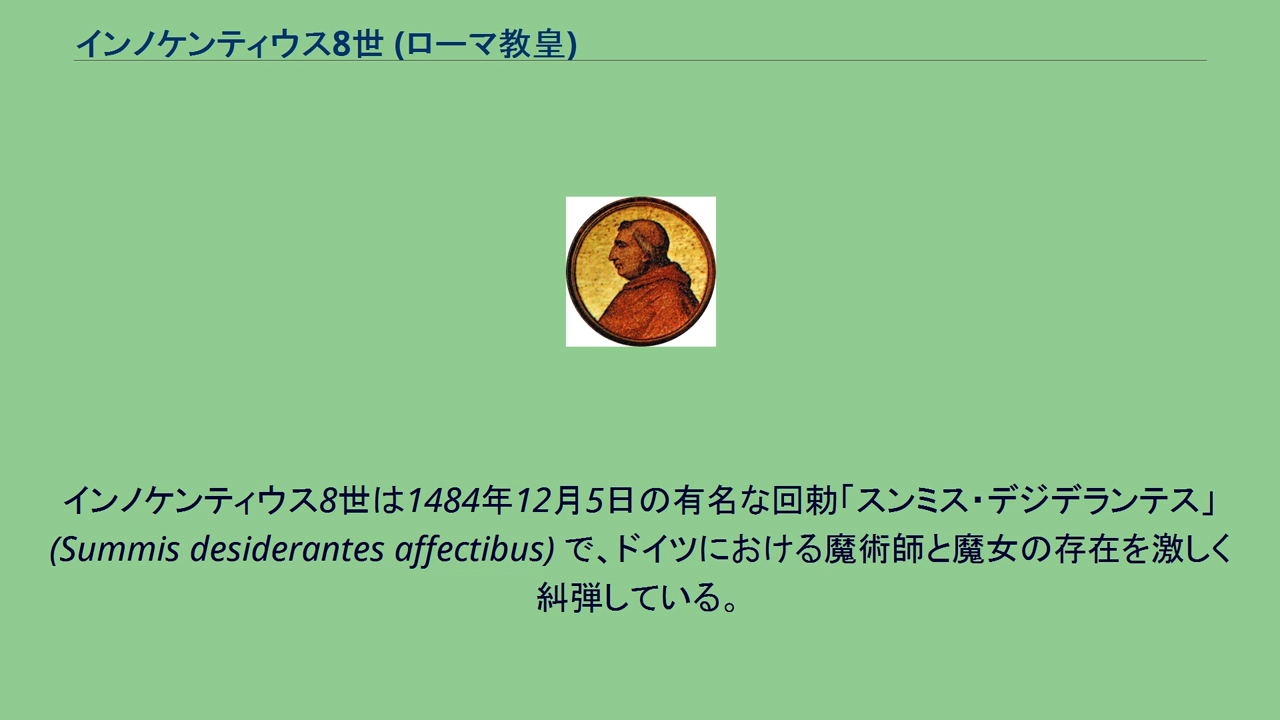 インノケンティウス8世 (ローマ教皇)
インノケンティウス8世は1484年12月5日の有名な回勅「スンミス・デジデランテス」
(Summis desiderantes affectibus) で、ドイツにおける魔術師と魔女の存在を激しく
糾弾している。